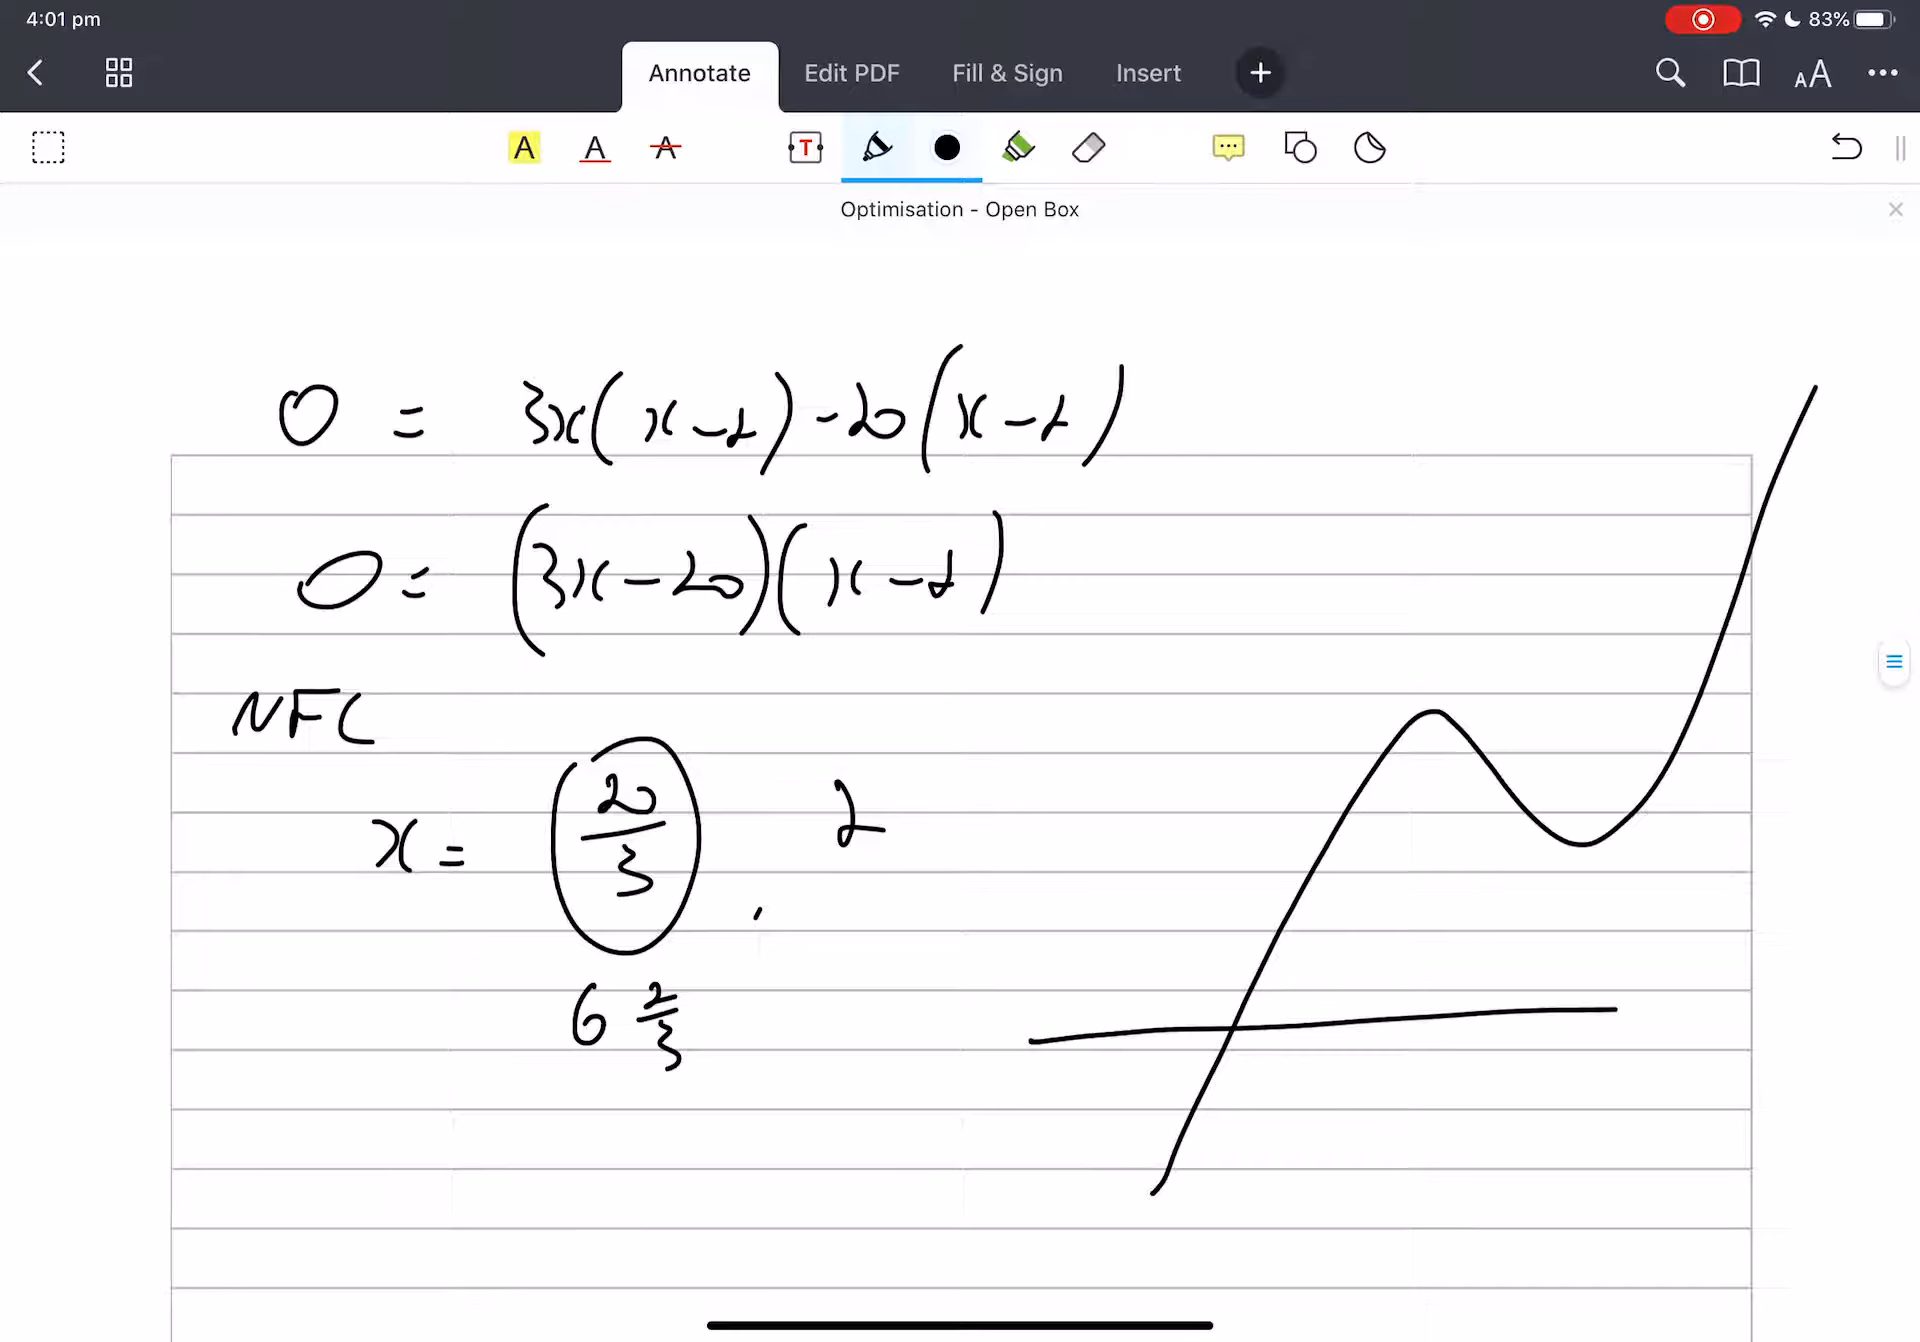 4:01 pm
83%
Annotate
Edit PDF
Fill & Sign
Insert
AA
A A A T
Optimisation - Open Box
0 = 3x(x-2)-20(x-2)
0 = (3x-20)(x-2)
NFC
x = 20/3, 2
6 2/3